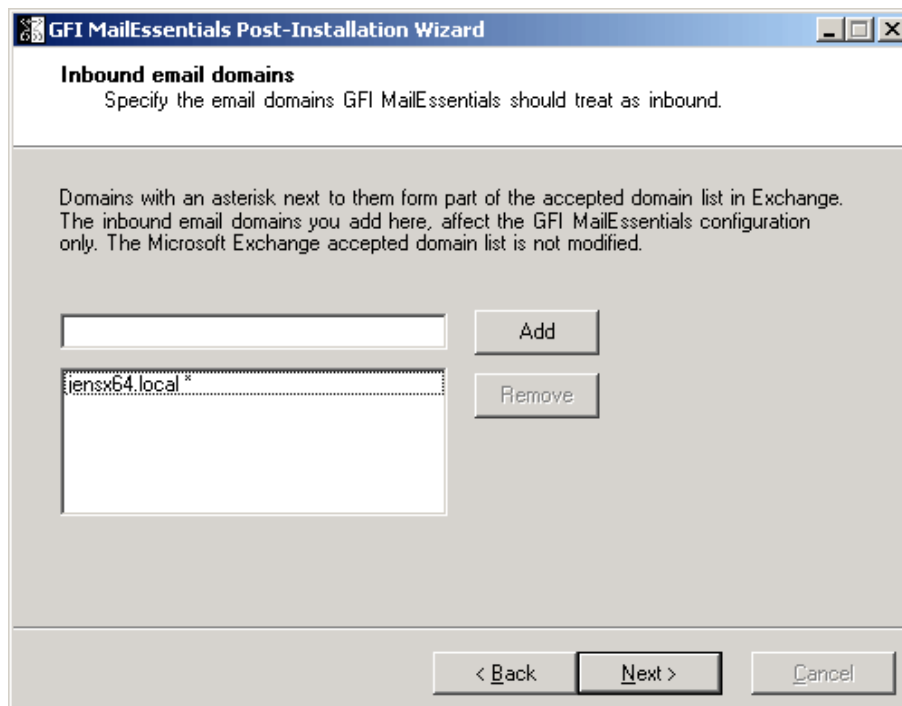 GFI MailEssentials Post-Installation Wizard
Inbound email domains
Specify the email domains GFI MailEssentials should treat as inbound.
Domains with an asterisk next to them form part of the accepted domain list in Exchange.
The inbound email domains you add here, affect the GFI MailEssentials configuration
only. The Microsoft Exchange accepted domain list is not modified.
Add
jensx64.local *
Remove
< Back
Next >
Cancel